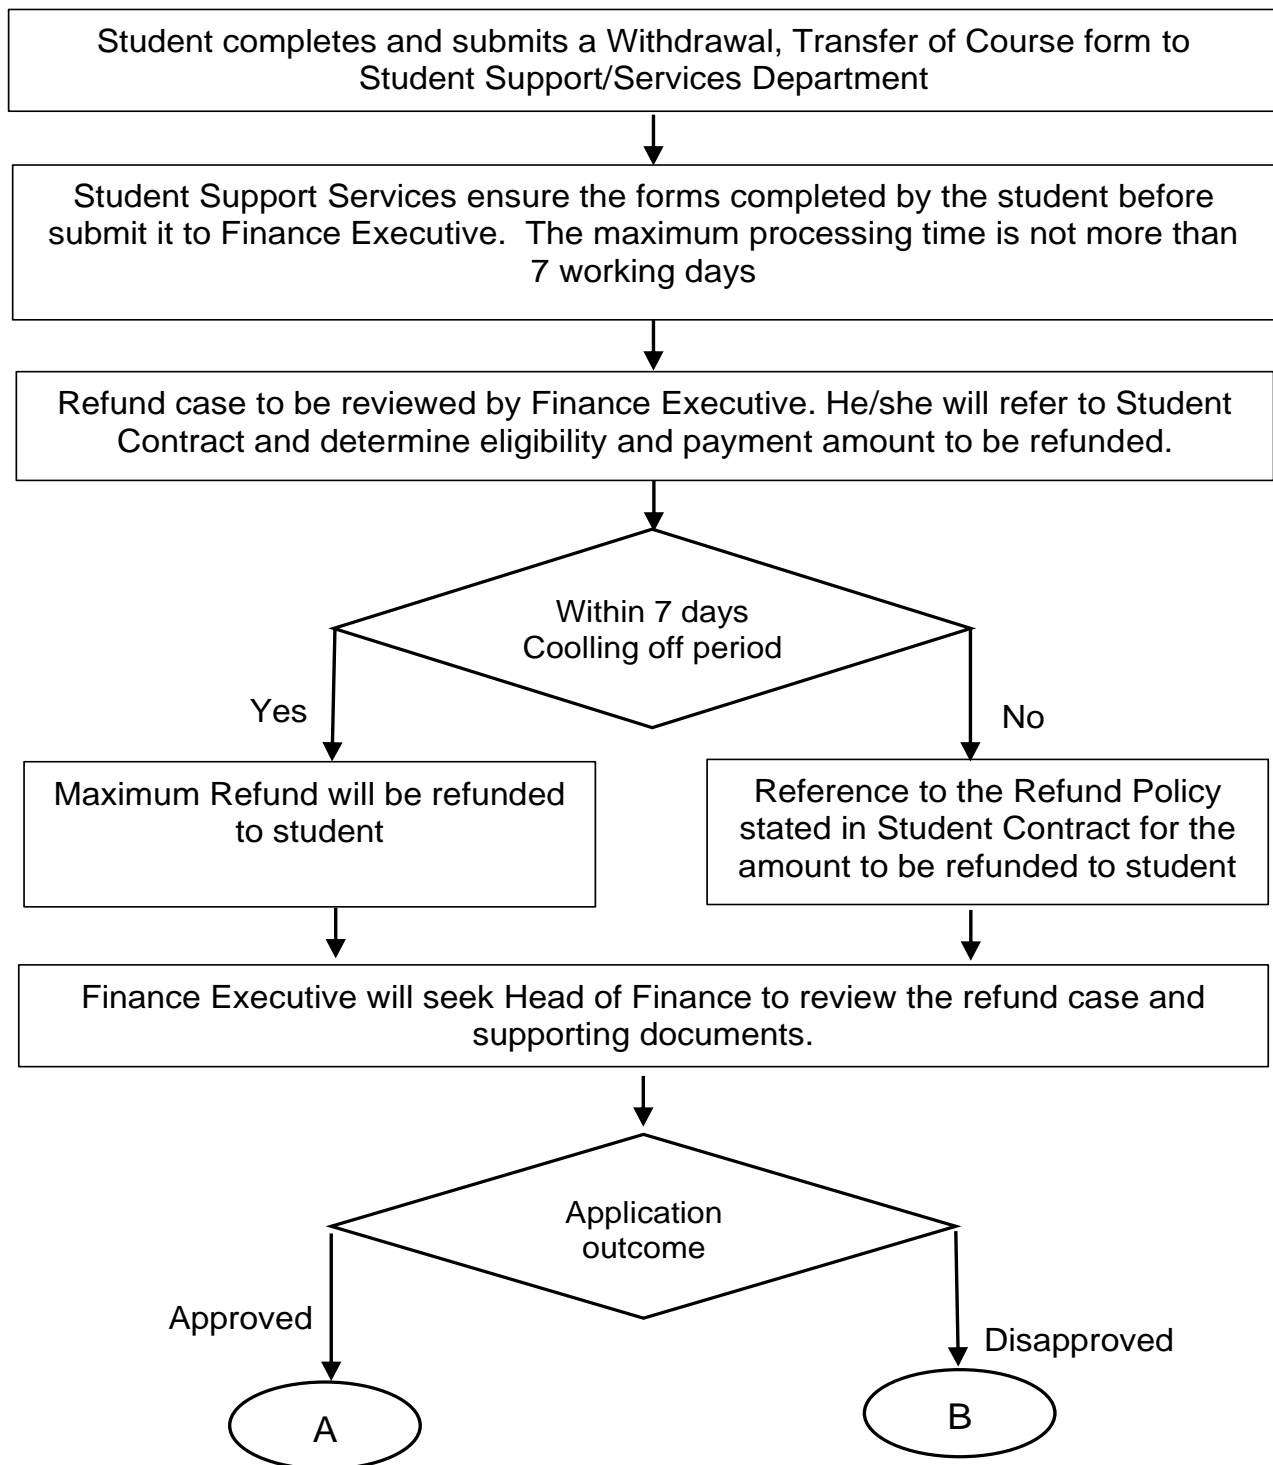 Student completes and submits a Withdrawal, Transfer of Course form to
Student Support/Services Department
Student Support Services ensure the forms completed by the student before
submit it to Finance Executive.  The maximum processing time is not more than
7 working days
Refund case to be reviewed by Finance Executive. He/she will refer to Student
Contract and determine eligibility and payment amount to be refunded.
Within 7 days
Coolling off period
Yes
No
Maximum Refund will be refunded
to student
Reference to the Refund Policy
stated in Student Contract for the
amount to be refunded to student
Finance Executive will seek Head of Finance to review the refund case and
supporting documents.
Application
outcome
Approved
Disapproved
A
B